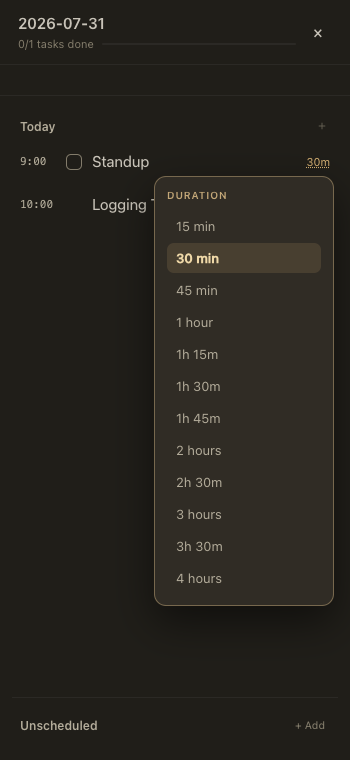 2026-07-31
0/1 tasks done
×
Today +
9:00 Standup 30m
10:00 Logging
DURATION
15 min
30 min
45 min
1 hour
1h 15m
1h 30m
1h 45m
2 hours
2h 30m
3 hours
3h 30m
4 hours
Unscheduled + Add